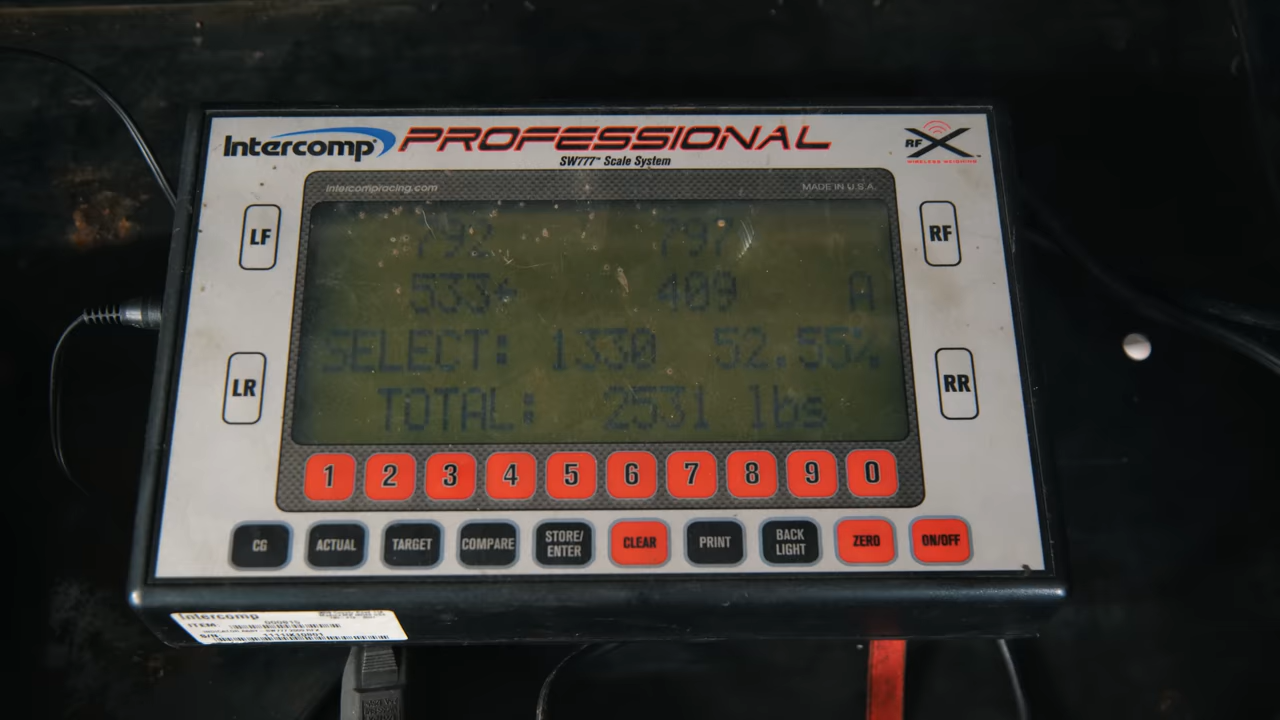 Intercomp PROFESSIONAL
SW777™ Scale System
RF X
WIRELESS WEIGHING
intercompracing.com
MADE IN U.S.A.
LF
RF
792 797
533+ 409 A
SELECT: 1330 52.55%
TOTAL: 2531 lbs
LR
RR
1 2 3 4 5 6 7 8 9 0
CG ACTUAL TARGET COMPARE STORE/ENTER CLEAR PRINT BACK LIGHT ZERO ON/OFF
Intercomp
ITEM
S/N